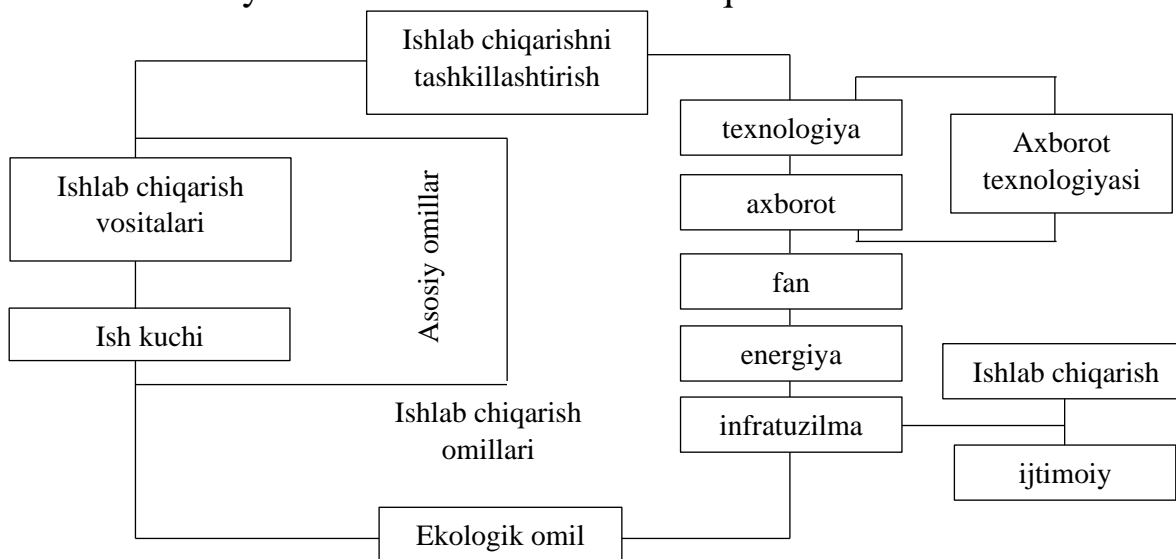 Ishlab chiqarishni
tashkillashtirish
texnologiya
Axborot
texnologiyasi
Ishlab chiqarish
vositalari
axborot
Asosiy omillar
fan
Ish kuchi
energiya
Ishlab chiqarish
Ishlab chiqarish
omillari
infratuzilma
ijtimoiy
Ekologik omil